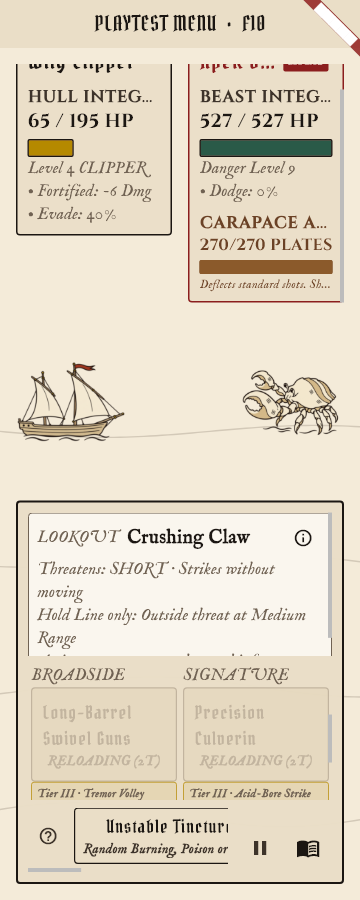 PLAYTEST MENU · F10
Wily Clipper
HULL INTEG...
65 / 195 HP
Level 4 CLIPPER
• Fortified: -6 Dmg
• Evade: 40%
BEAST INTEG...
527 / 527 HP
Danger Level 9
• Dodge: 0%
CARAPACE A...
270/270 PLATES
Deflects standard shots. Sh...
LOOKOUT Crushing Claw
Threatens: SHORT · Strikes without
moving
Hold Line only: Outside threat at Medium
Range
BROADSIDE
Long-Barrel
Swivel Guns
RELOADING (2T)
Tier III · Tremor Volley
SIGNATURE
Precision
Culverin
RELOADING (2T)
Tier III · Acid-Bore Strike
Unstable Tincture
Random Burning, Poison or